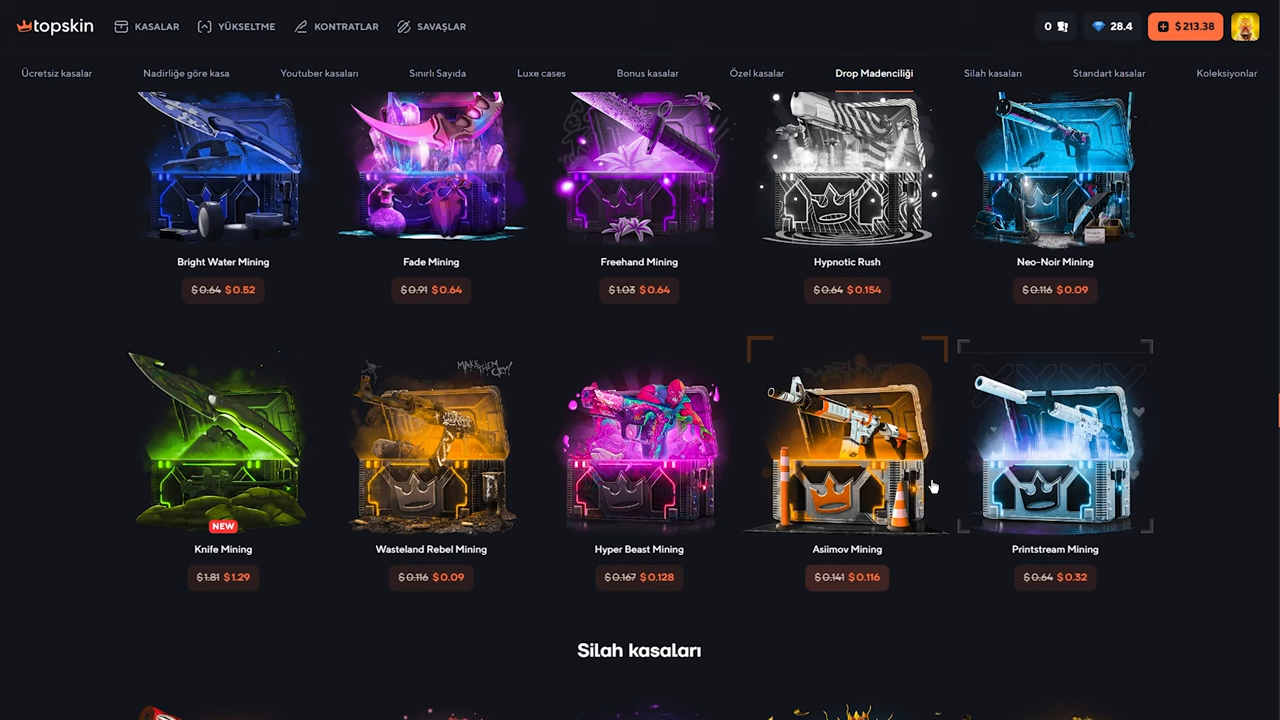 topskin KASALAR YÜKSELTME KONTRATLAR SAVAŞLAR 0 28.4 $213.38
Ücretsiz kasalar Nadirliğe göre kasa Youtuber kasaları Sınırlı Sayıda Luxe cases Bonus kasalar Özel kasalar Drop Madenciliği Silah kasaları Standart kasalar Koleksiyonlar
Bright Water Mining Fade Mining Freehand Mining Hypnotic Rush Neo-Noir Mining
$0.64 $0.52 $0.91 $0.64 $1.03 $0.64 $0.64 $0.154 $0.116 $0.09
MAKE THEM CRY!
NEW
Knife Mining Wasteland Rebel Mining Hyper Beast Mining Asiimov Mining Printstream Mining
$1.81 $1.29 $0.116 $0.09 $0.167 $0.128 $0.141 $0.116 $0.64 $0.32
Silah kasaları